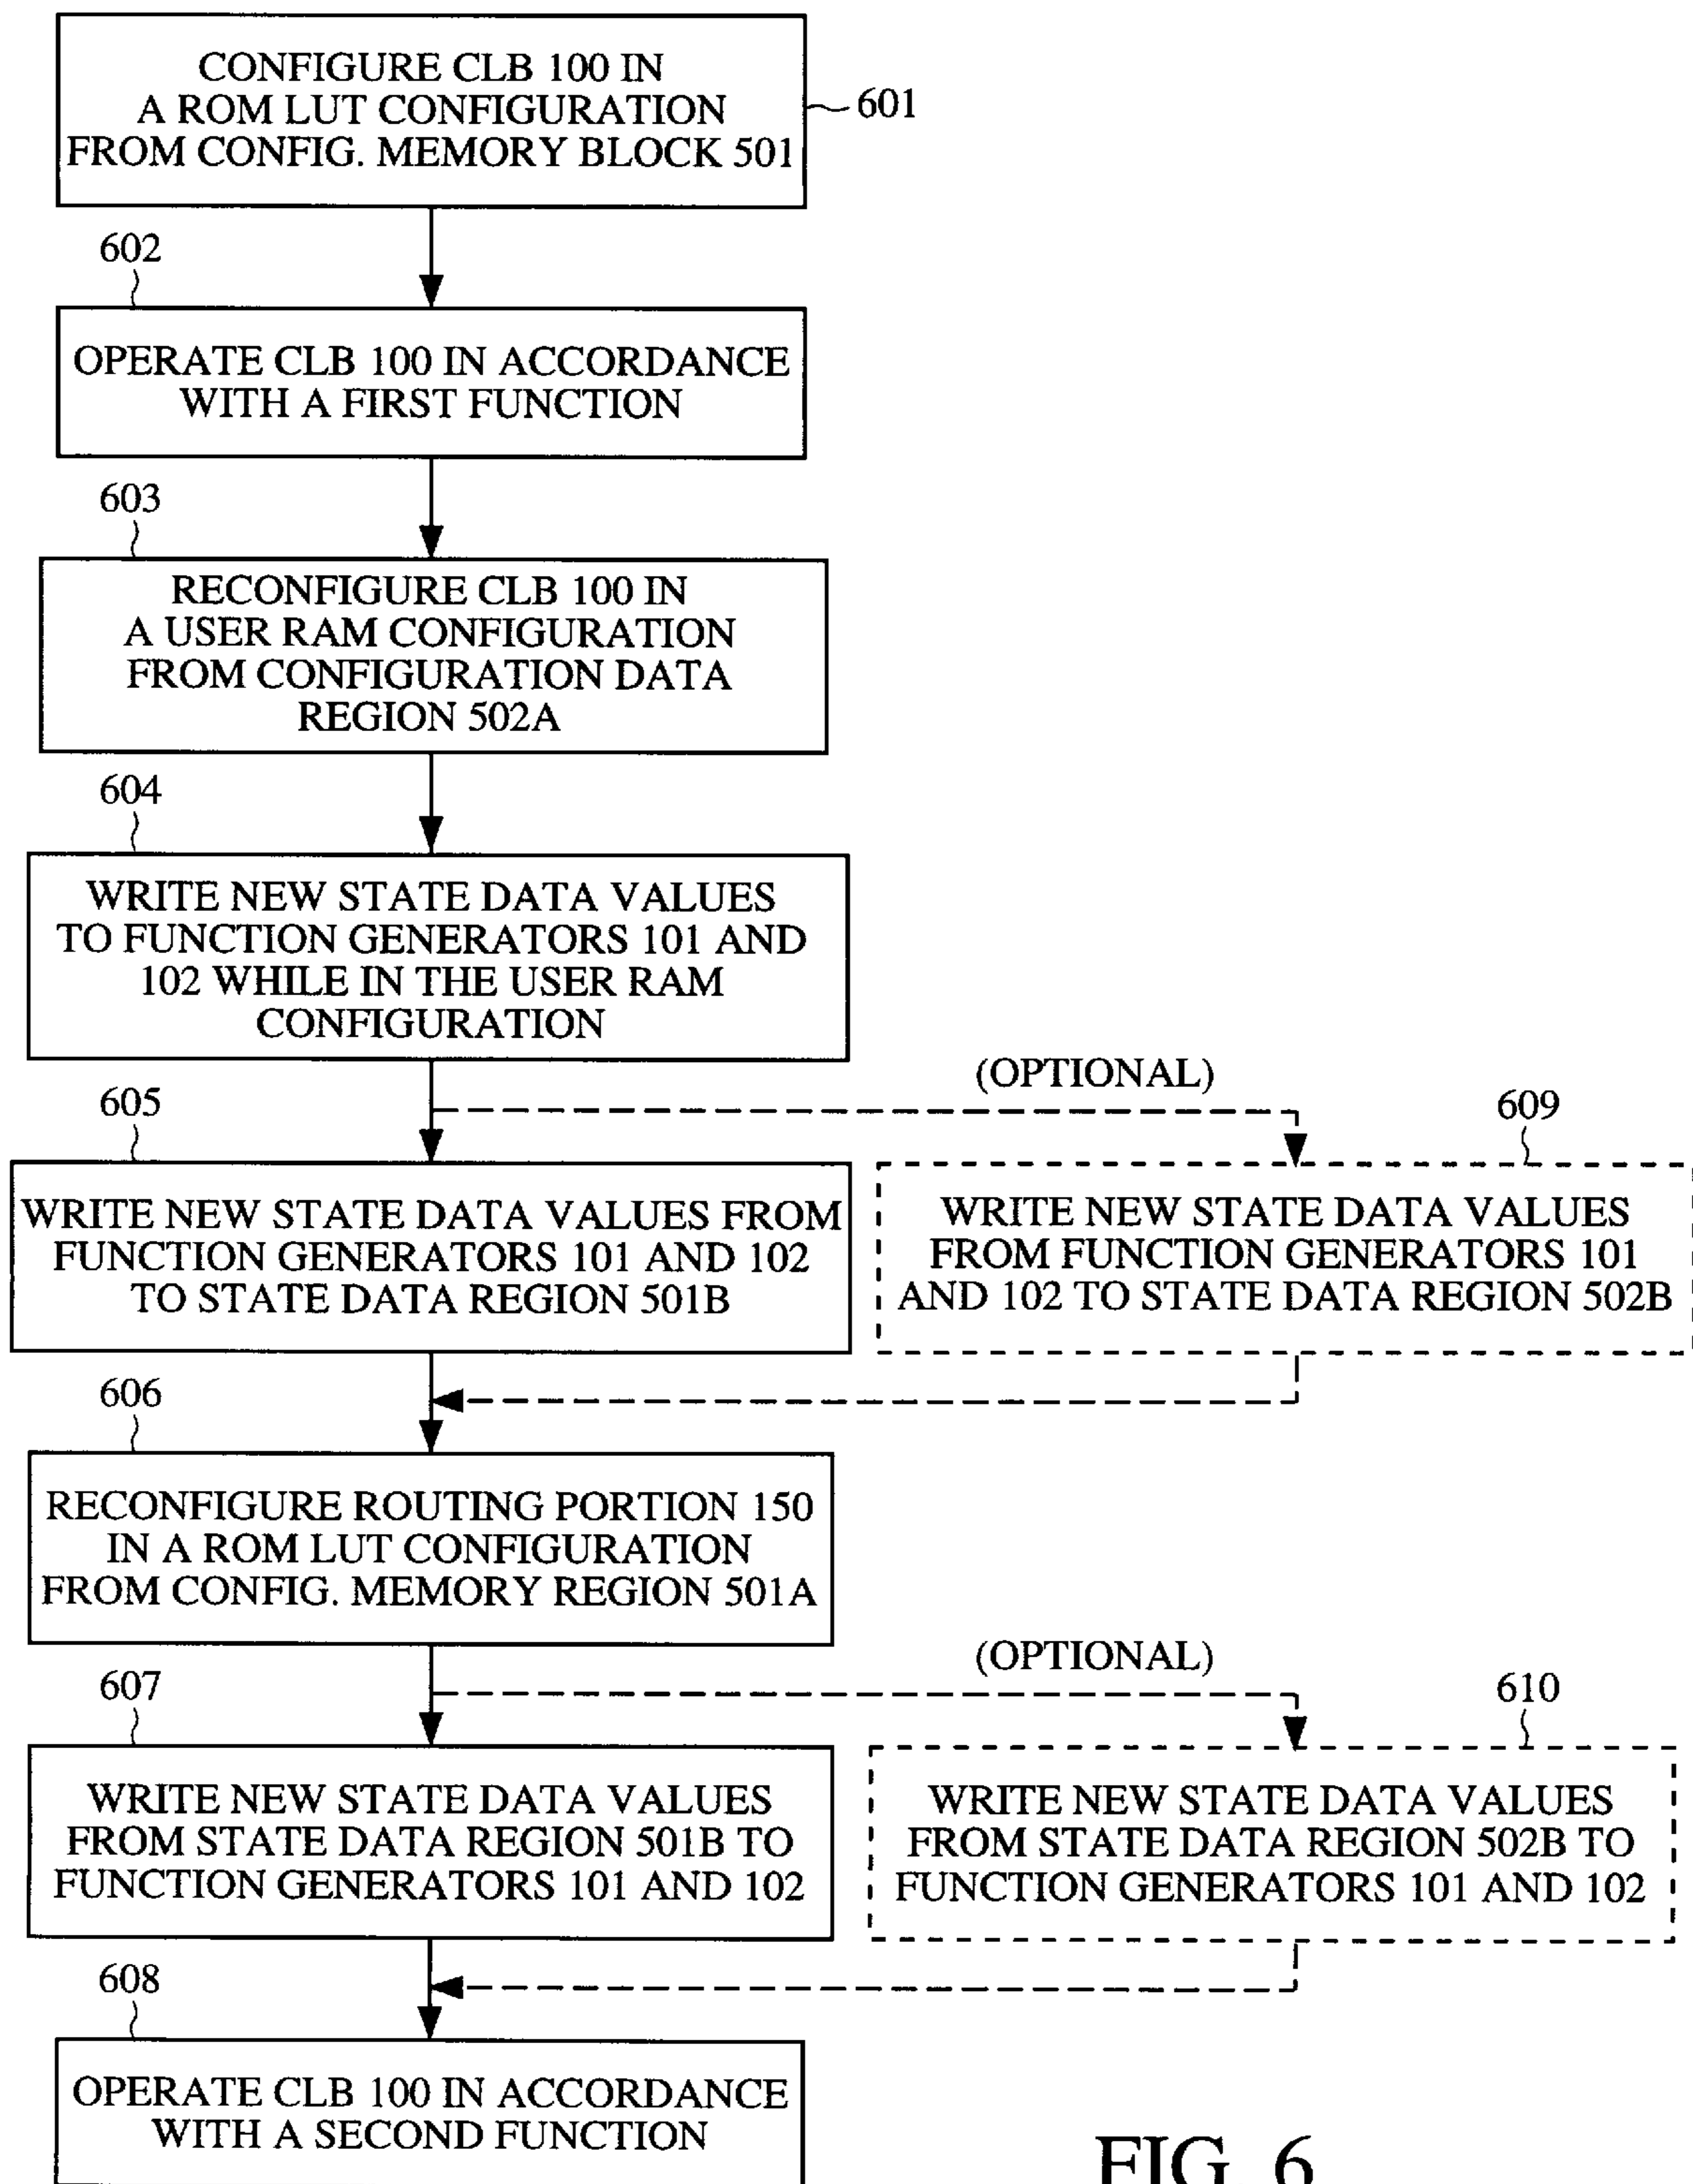 CONFIGURE CLB 100 IN
A ROM LUT CONFIGURATION
FROM CONFIG. MEMORY BLOCK 501
601
602
OPERATE CLB 100 IN ACCORDANCE
WITH A FIRST FUNCTION
603
RECONFIGURE CLB 100 IN
A USER RAM CONFIGURATION
FROM CONFIGURATION DATA
REGION 502A
604
WRITE NEW STATE DATA VALUES
TO FUNCTION GENERATORS 101 AND
102 WHILE IN THE USER RAM
CONFIGURATION
(OPTIONAL)
605
WRITE NEW STATE DATA VALUES FROM
FUNCTION GENERATORS 101 AND 102
TO STATE DATA REGION 501B
609
WRITE NEW STATE DATA VALUES
FROM FUNCTION GENERATORS 101
AND 102 TO STATE DATA REGION 502B
606
RECONFIGURE ROUTING PORTION 150
IN A ROM LUT CONFIGURATION
FROM CONFIG. MEMORY REGION 501A
(OPTIONAL)
607
WRITE NEW STATE DATA VALUES
FROM STATE DATA REGION 501B TO
FUNCTION GENERATORS 101 AND 102
610
WRITE NEW STATE DATA VALUES
FROM STATE DATA REGION 502B TO
FUNCTION GENERATORS 101 AND 102
608
OPERATE CLB 100 IN ACCORDANCE
WITH A SECOND FUNCTION
FIG. 6